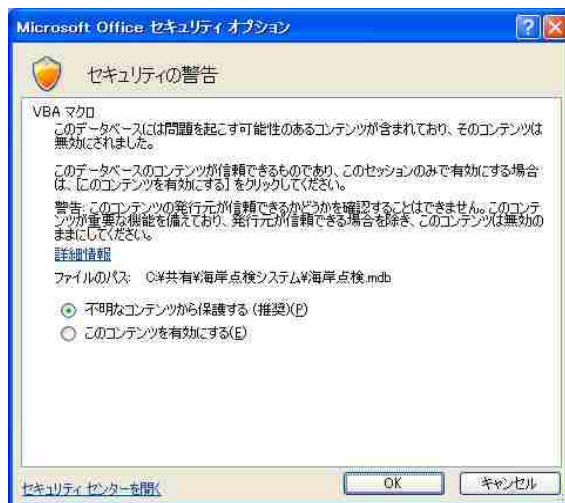 Microsoft Office セキュリティ オプション
セキュリティの警告
VBA マクロ
このデータベースには問題を起こす可能性のあるコンテンツが含まれており、そのコンテンツは
無効にされました。
このデータベースのコンテンツが信頼できるものであり、このセッションのみで有効にする場合
は、[このコンテンツを有効にする] をクリックしてください。
警告: このコンテンツの発行元が信頼できるかどうかを確認することはできません。このコンテ
ンツが重要な機能を備えており、発行元が信頼できる場合を除き、このコンテンツは無効の
ままにしてください。
詳細情報
ファイルのパス: C:¥共有¥海岸点検システム¥海岸点検.mdb
不明なコンテンツから保護する (推奨)(P)
このコンテンツを有効にする(E)
セキュリティ センターを開く
OK
キャンセル